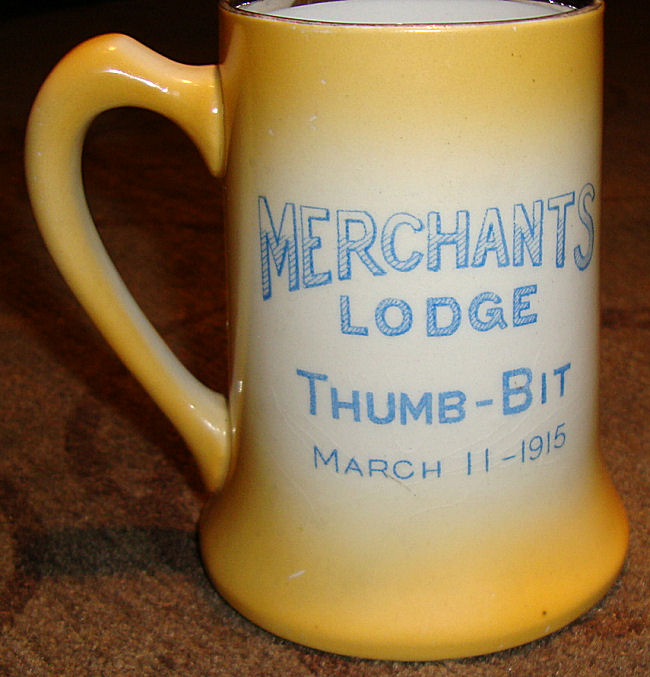 MERCHANTS
LODGE
THUMB-BIT
MARCH 11-1915